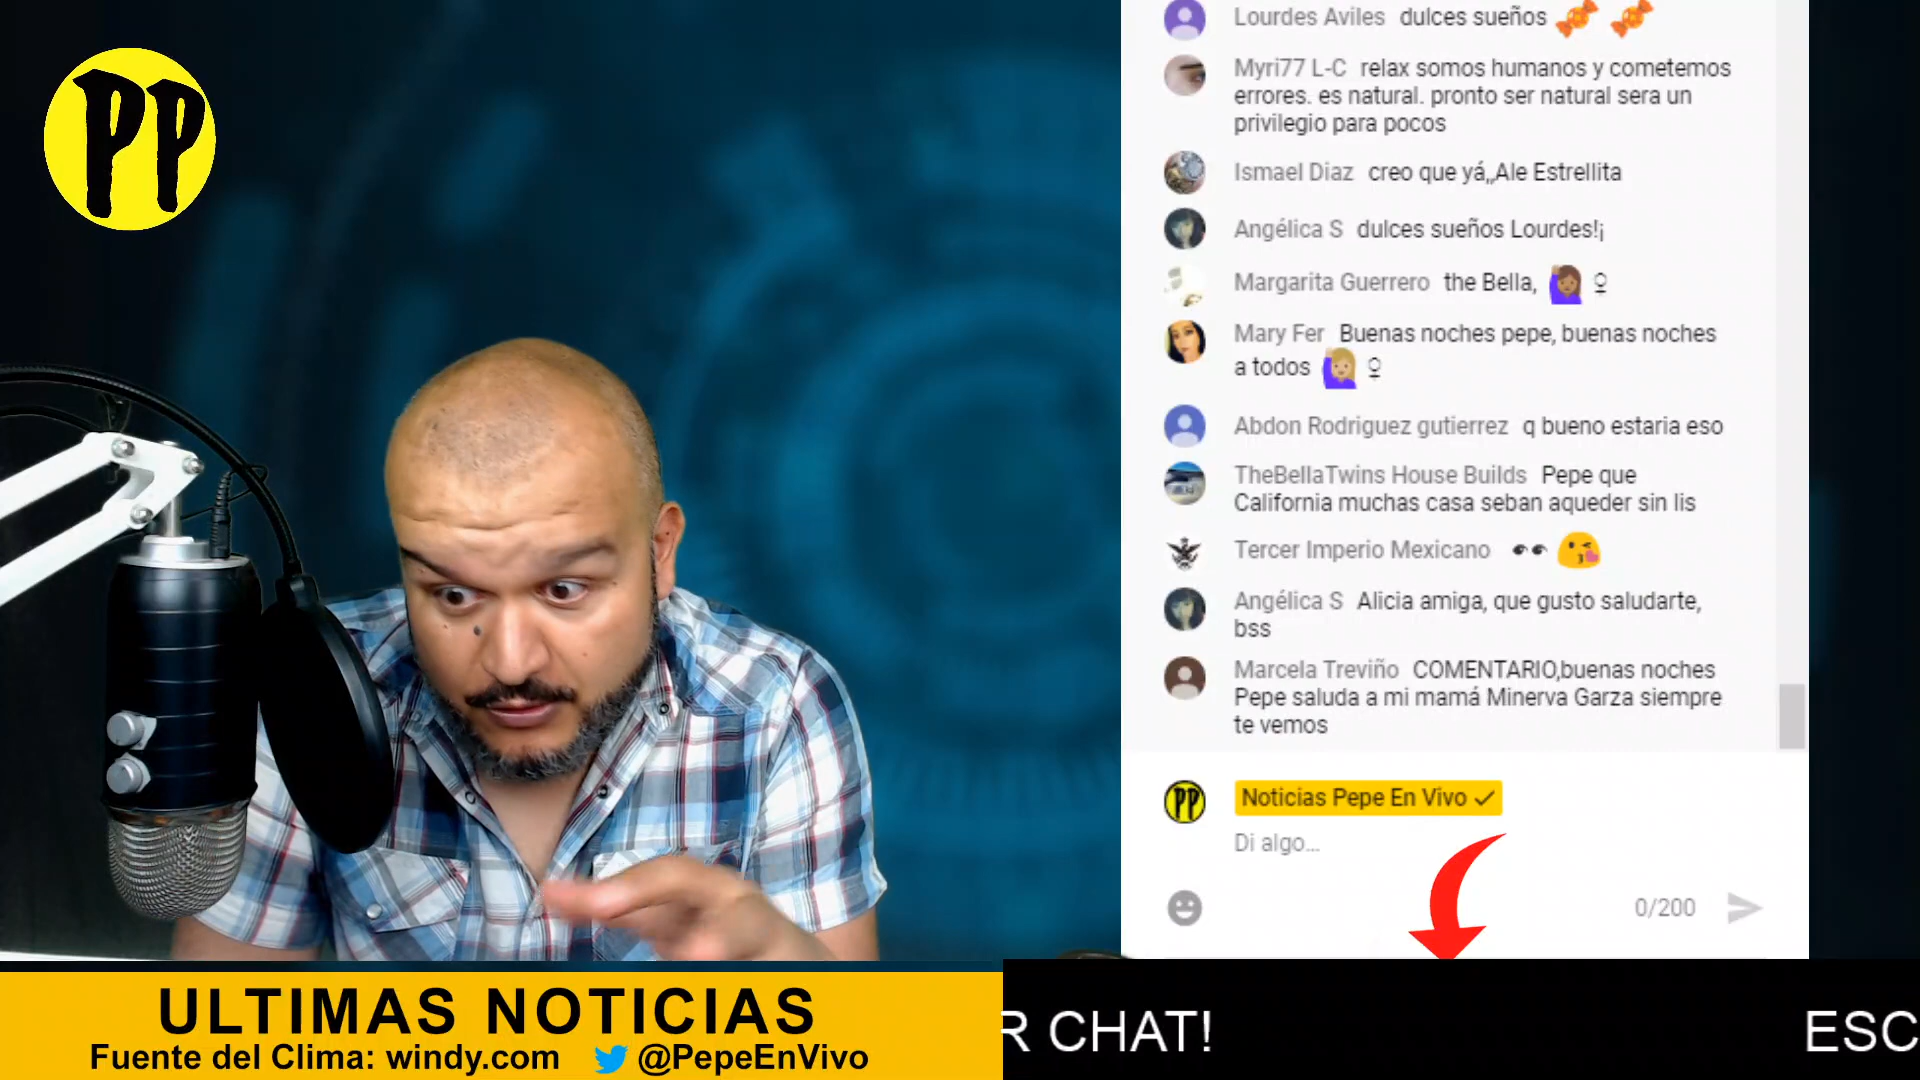 PP
Lourdes Aviles dulces sueños
Myri77 L-C relax somos humanos y cometemos
errores. es natural. pronto ser natural sera un
privilegio para pocos
Ismael Diaz creo que yá,,Ale Estrellita
Angélica S dulces sueños Lourdes!¡
Margarita Guerrero the Bella, 🙋🏽 ♀
Mary Fer Buenas noches pepe, buenas noches
a todos 🙋🏼 ♀
Abdon Rodriguez gutierrez q bueno estaria eso
TheBellaTwins House Builds Pepe que
California muchas casa seban aqueder sin lis
Tercer Imperio Mexicano 👀 😘
Angélica S Alicia amiga, que gusto saludarte,
bss
Marcela Treviño COMENTARIO,buenas noches
Pepe saluda a mi mamá Minerva Garza siempre
te vemos
PP
Noticias Pepe En Vivo ✓
Di algo...
0/200
ULTIMAS NOTICIAS
Fuente del Clima: windy.com @PepeEnVivo
R CHAT! ESC